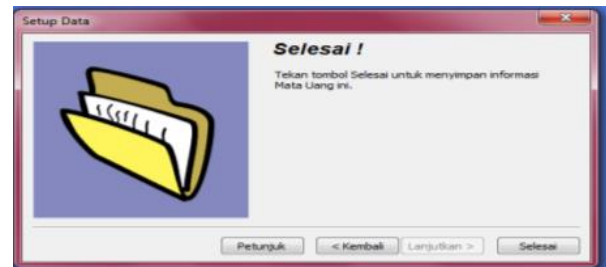 Setup Data
Selesai !
Tekan tombol Selesai untuk menyimpan informasi
Mata Uang ini.
Petunjuk
< Kembali
Lanjutkan >
Selesai